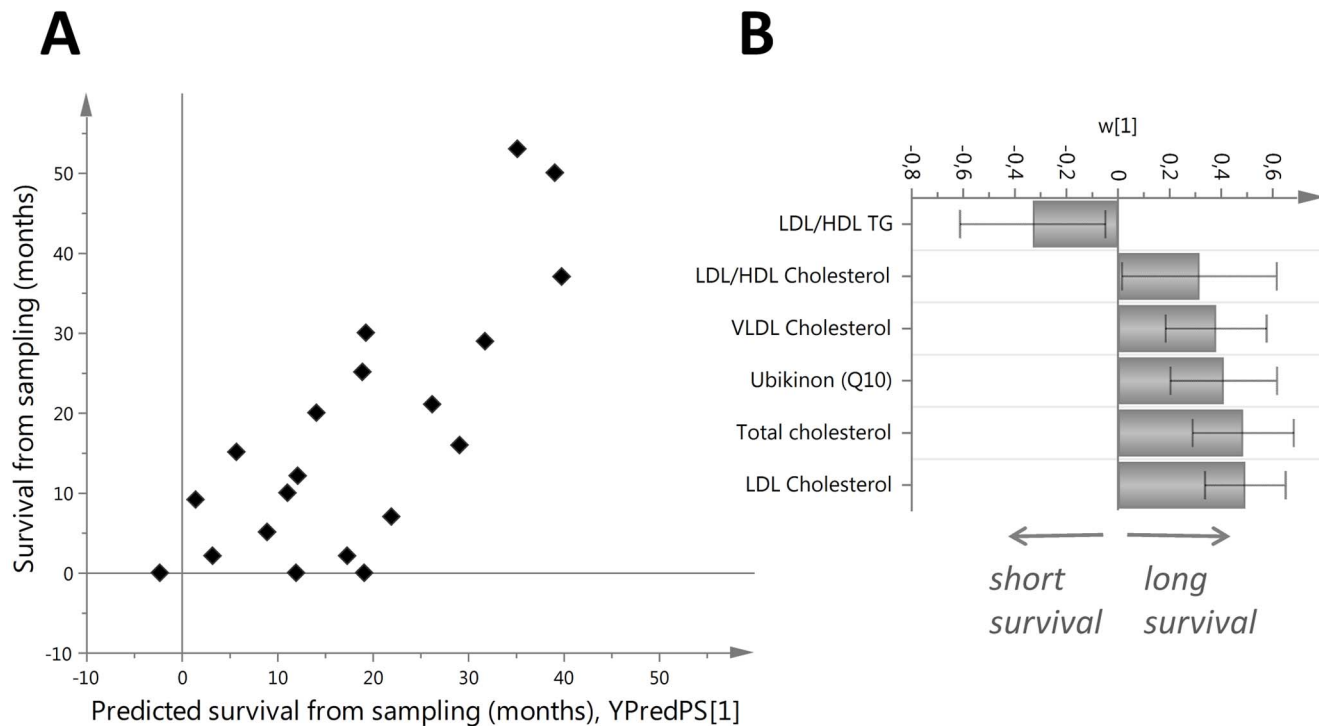 A
Survival from sampling (months)
50
40
30
20
10
0
-10
-10 0 10 20 30 40 50
Predicted survival from sampling (months), YPredPS[1]
B
w[1]
-0,8 -0,6 -0,4 -0,2 0 0,2 0,4 0,6
LDL/HDL TG
LDL/HDL Cholesterol
VLDL Cholesterol
Ubikinon (Q10)
Total cholesterol
LDL Cholesterol
short
survival
long
survival